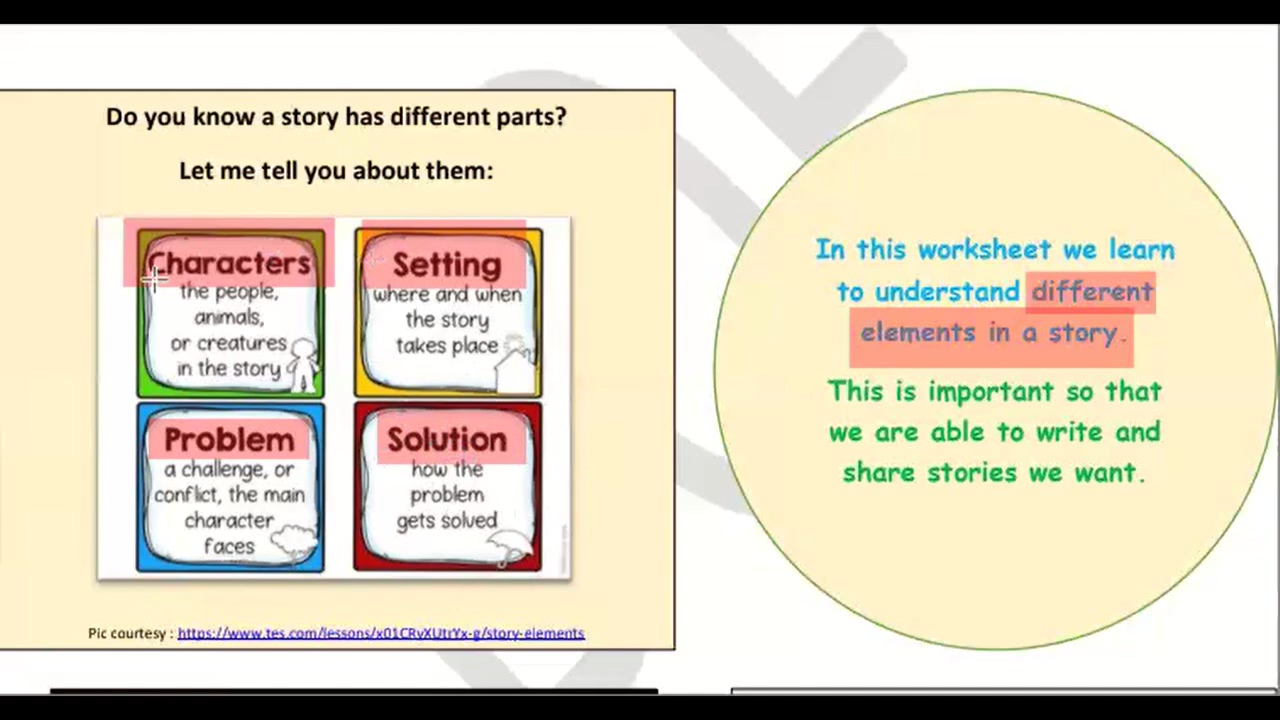 Do you know a story has different parts?
Let me tell you about them:
Characters
the people,
animals,
or creatures
in the story
Setting
where and when
the story
takes place
Problem
a challenge, or
conflict, the main
character
faces
Solution
how the
problem
gets solved
Pic courtesy : https://www.tes.com/lessons/x01CRyXUtrYx-g/story-elements
In this worksheet we learn
to understand different
elements in a story.
This is important so that
we are able to write and
share stories we want.